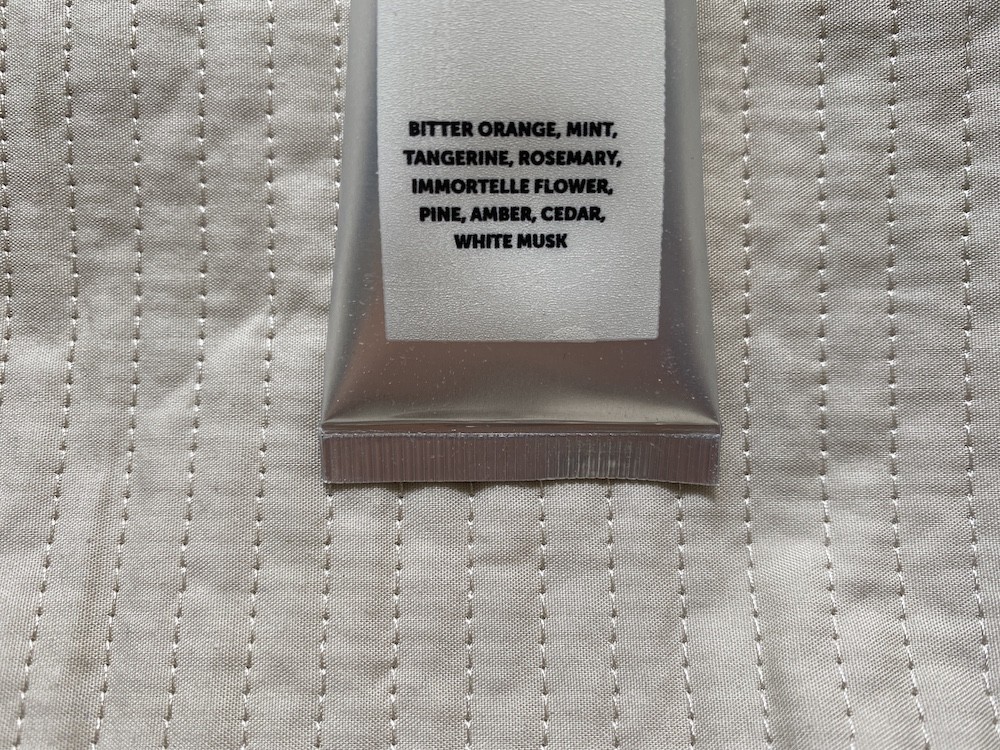 BITTER ORANGE, MINT,
TANGERINE, ROSEMARY,
IMMORTELLE FLOWER,
PINE, AMBER, CEDAR,
WHITE MUSK